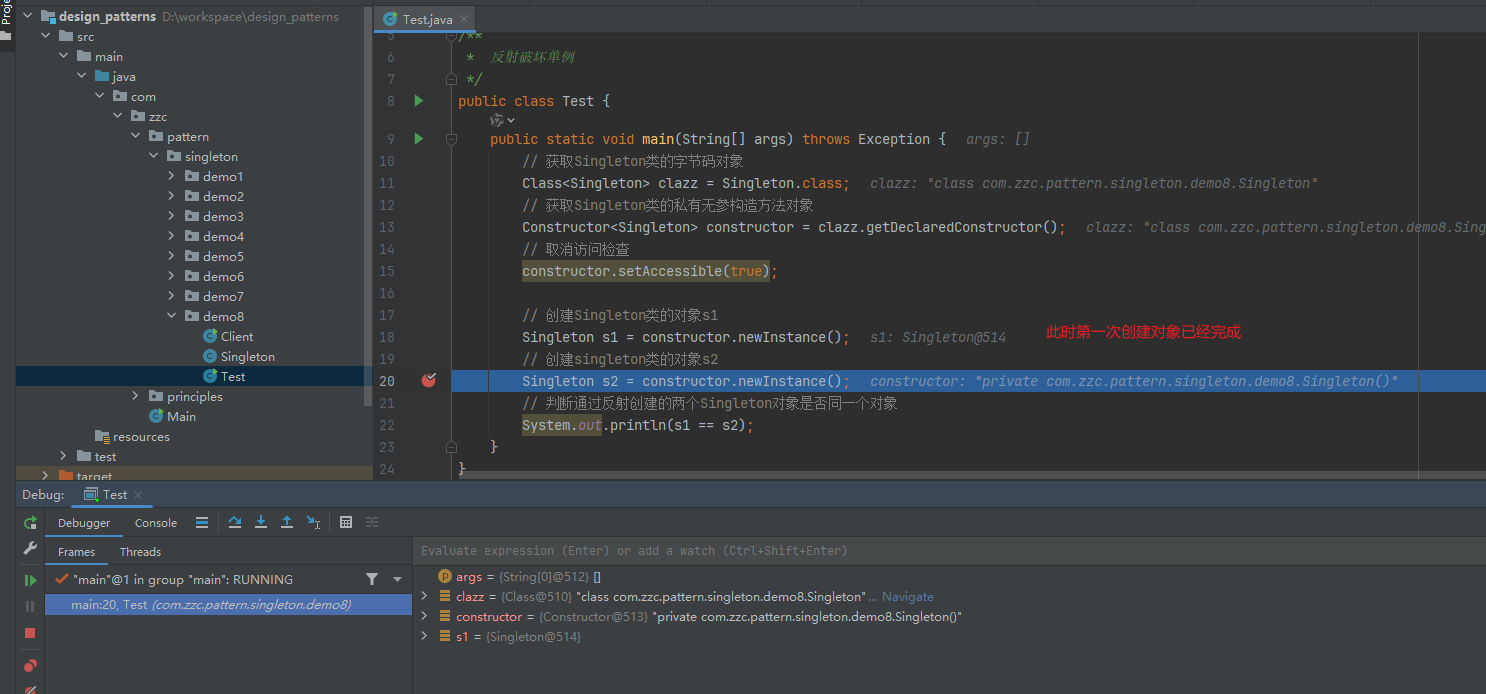 Proje
design_patterns D:\workspace\design_patterns
src
main
java
com
zzc
pattern
singleton
demo1
demo2
demo3
demo4
demo5
demo6
demo7
demo8
Client
Singleton
Test
principles
Main
resources
test
target
Test.java
5 /**
6 * 反射破坏单例
7 */
8 public class Test {
9 public static void main(String[] args) throws Exception { args: []
10 // 获取Singleton类的字节码对象
11 Class<Singleton> clazz = Singleton.class; clazz: "class com.zzc.pattern.singleton.demo8.Singleton"
12 // 获取Singleton类的私有无参构造方法对象
13 Constructor<Singleton> constructor = clazz.getDeclaredConstructor(); clazz: "class com.zzc.pattern.singleton.demo8.Sing
14 // 取消访问检查
15 constructor.setAccessible(true);
16
17 // 创建Singleton类的对象s1
18 Singleton s1 = constructor.newInstance(); s1: Singleton@514 此时第一次创建对象已经完成
19 // 创建singleton类的对象s2
20 Singleton s2 = constructor.newInstance(); constructor: "private com.zzc.pattern.singleton.demo8.Singleton()"
21 // 判断通过反射创建的两个Singleton对象是否同一个对象
22 System.out.println(s1 == s2);
23 }
24 }
Debug: Test
Debugger Console
Frames Threads
"main"@1 in group "main": RUNNING
main:20, Test (com.zzc.pattern.singleton.demo8)
Evaluate expression (Enter) or add a watch (Ctrl+Shift+Enter)
p args = {String[0]@512} []
clazz = {Class@510} "class com.zzc.pattern.singleton.demo8.Singleton"... Navigate
constructor = {Constructor@513} "private com.zzc.pattern.singleton.demo8.Singleton()"
s1 = {Singleton@514}